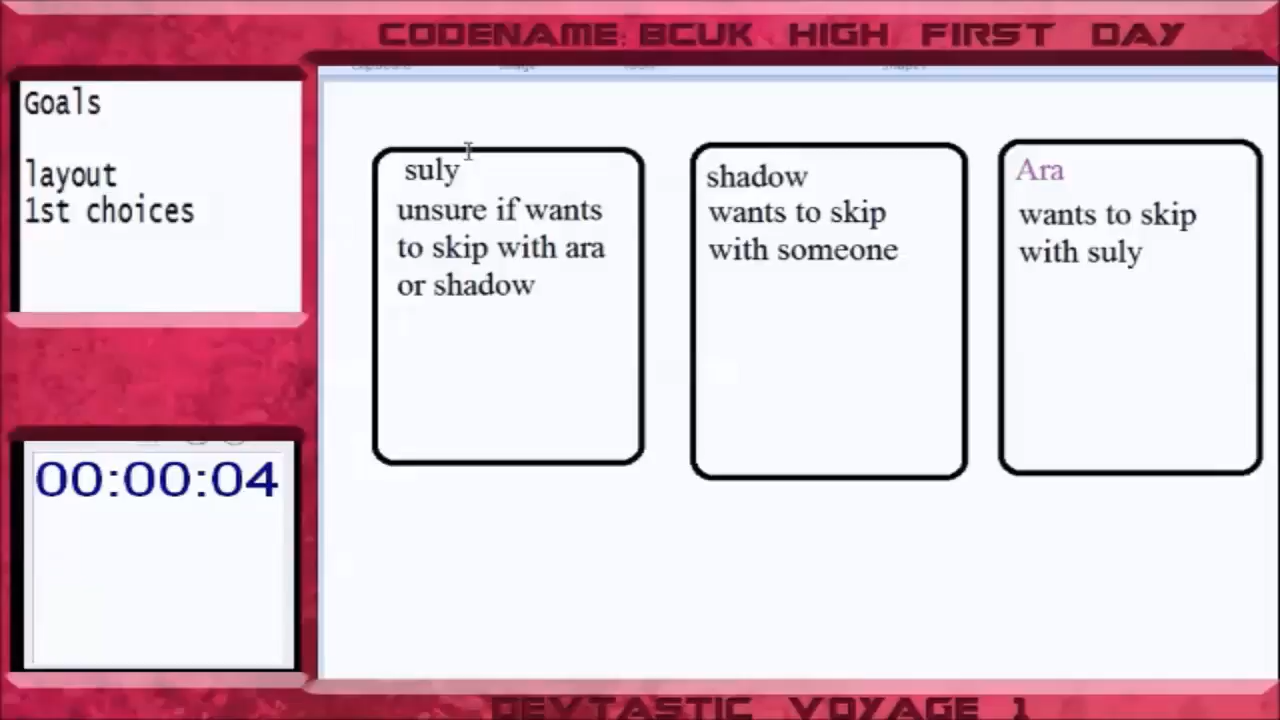 CODENAME: BCUK HIGH FIRST DAY
Goals
layout
1st choices
00:00:04
suly
unsure if wants
to skip with ara
or shadow
shadow
wants to skip
with someone
Ara
wants to skip
with suly
DEVTASTIC VOYAGE 1